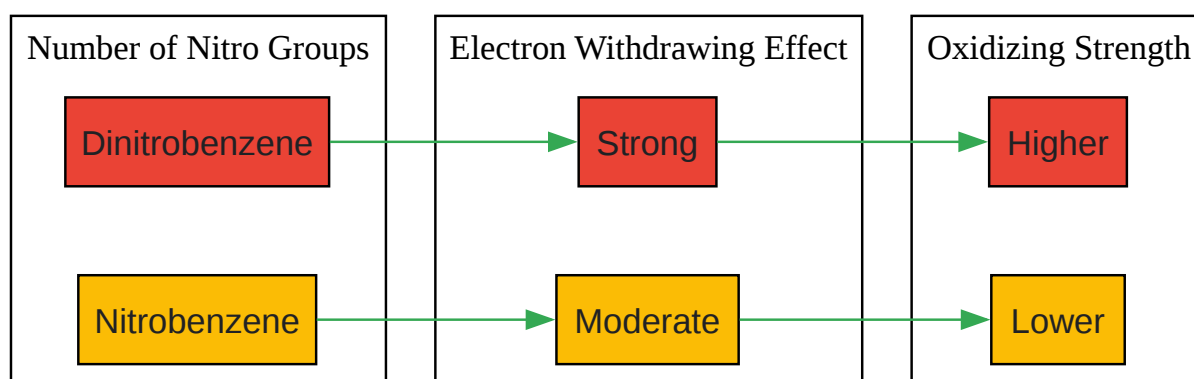 Number of Nitro Groups
Electron Withdrawing Effect
Oxidizing Strength
Dinitrobenzene
Strong
Higher
Nitrobenzene
Moderate
Lower